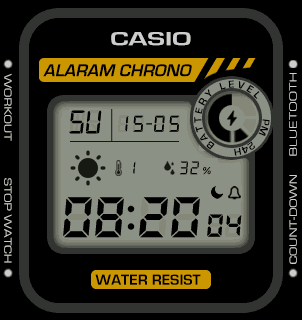 CASIO
ALARAM CHRONO
BATTERY LEVEL
PM 24H
WORKOUT
BLUETOOTH
SU 15-05
1 32%
STOP WATCH
COUNT-DOWN
08:20 04
WATER RESIST